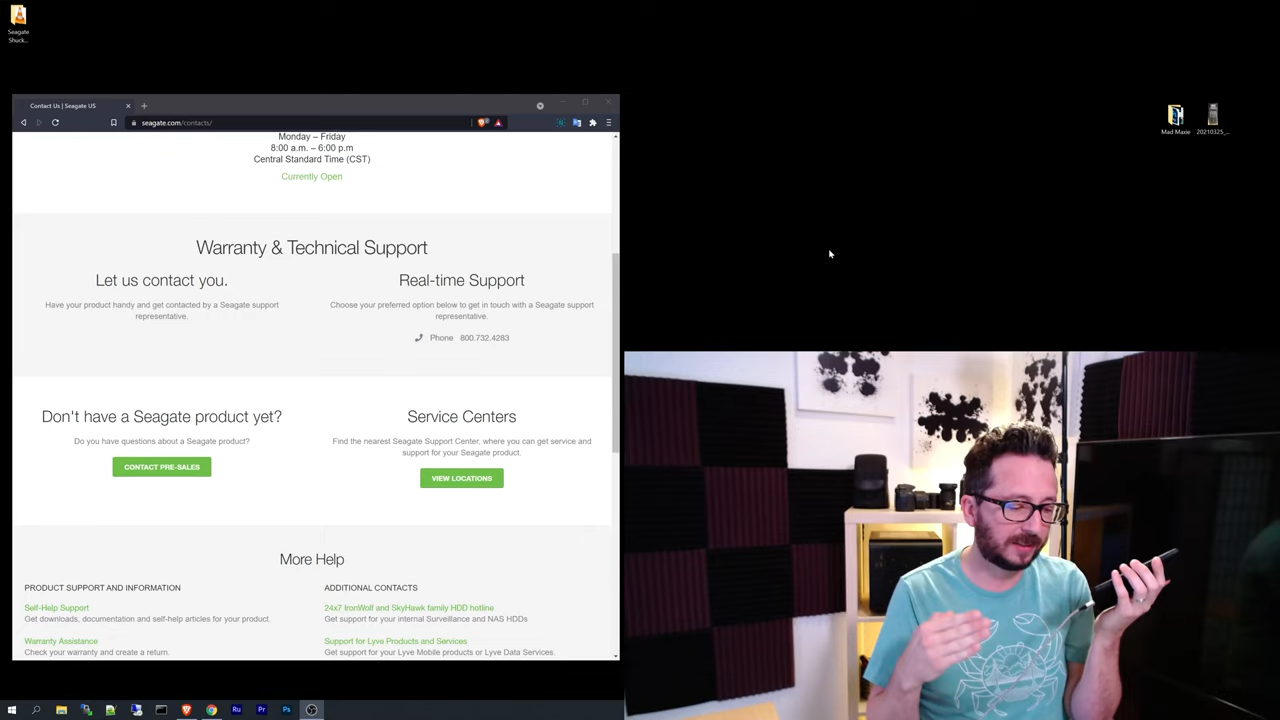 Seagate
Shuck...
Contact Us | Seagate US
seagate.com/contacts/
Mad Maxie
20210325_...
Monday – Friday
8:00 a.m. – 6:00 p.m
Central Standard Time (CST)
Currently Open
Warranty & Technical Support
Let us contact you.
Have your product handy and get contacted by a Seagate support
representative.
Real-time Support
Choose your preferred option below to get in touch with a Seagate support
representative.
Phone 800.732.4283
Don't have a Seagate product yet?
Do you have questions about a Seagate product?
CONTACT PRE-SALES
Service Centers
Find the nearest Seagate Support Center, where you can get service and
support for your Seagate product.
VIEW LOCATIONS
More Help
PRODUCT SUPPORT AND INFORMATION
Self-Help Support
Get downloads, documentation and self-help articles for your product.
Warranty Assistance
Check your warranty and create a return.
ADDITIONAL CONTACTS
24x7 IronWolf and SkyHawk family HDD hotline
Get support for your internal Surveillance and NAS HDDs
Support for Lyve Products and Services
Get support for your Lyve Mobile products or Lyve Data Services.
Ru
Pr
Ps